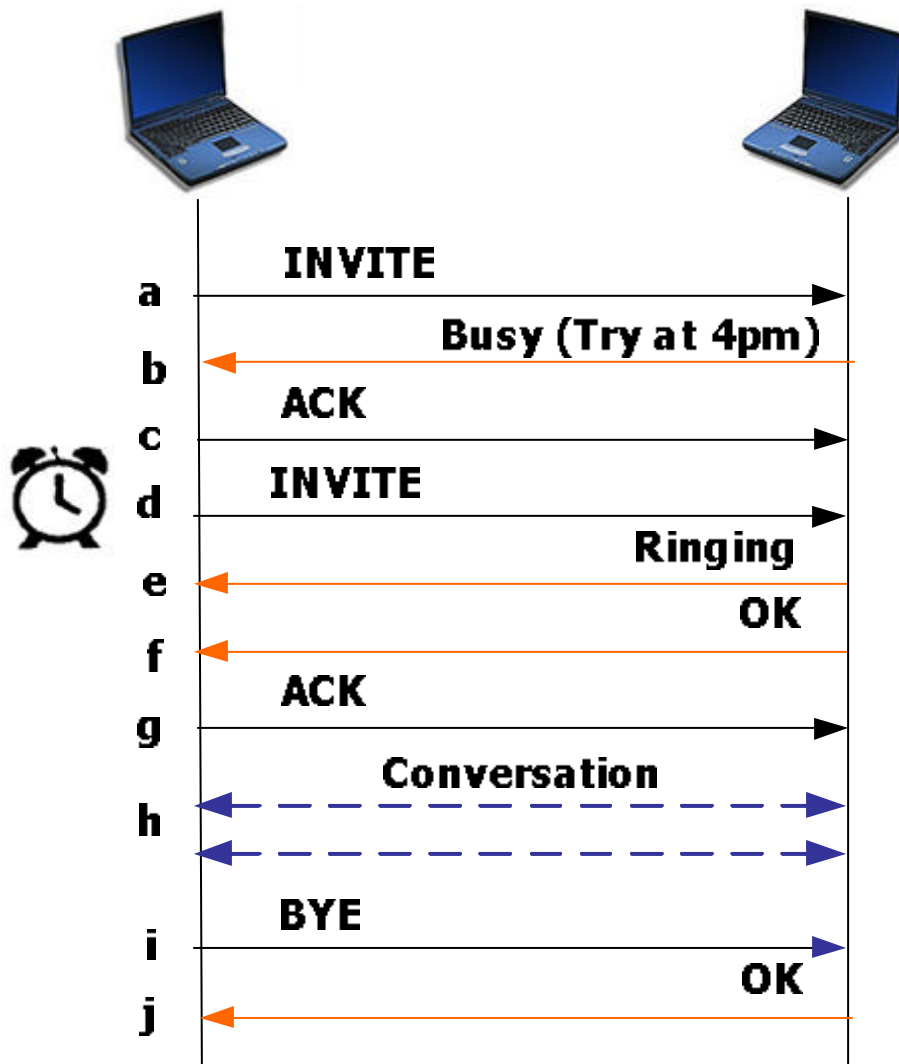 INVITE
a
Busy (Try at 4pm)
b
ACK
c
INVITE
d
Ringing
e
OK
f
ACK
g
Conversation
h
BYE
i
OK
j